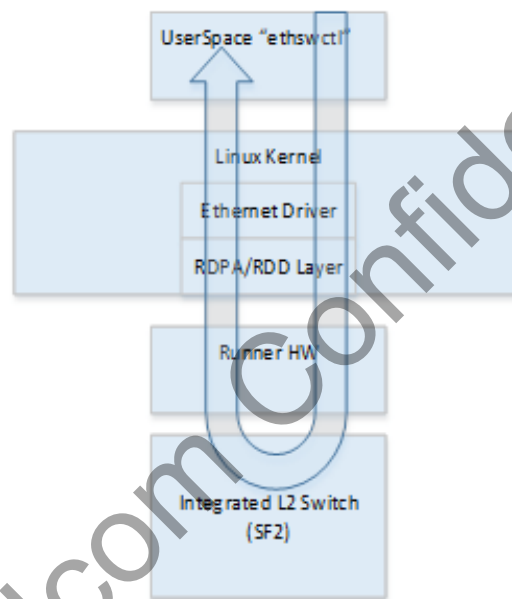 UserSpace “ethswctl”
Linux Kernel
Ethernet Driver
RDPA/RDD Layer
Runner HW
Integrated L2 Switch
(SF2)